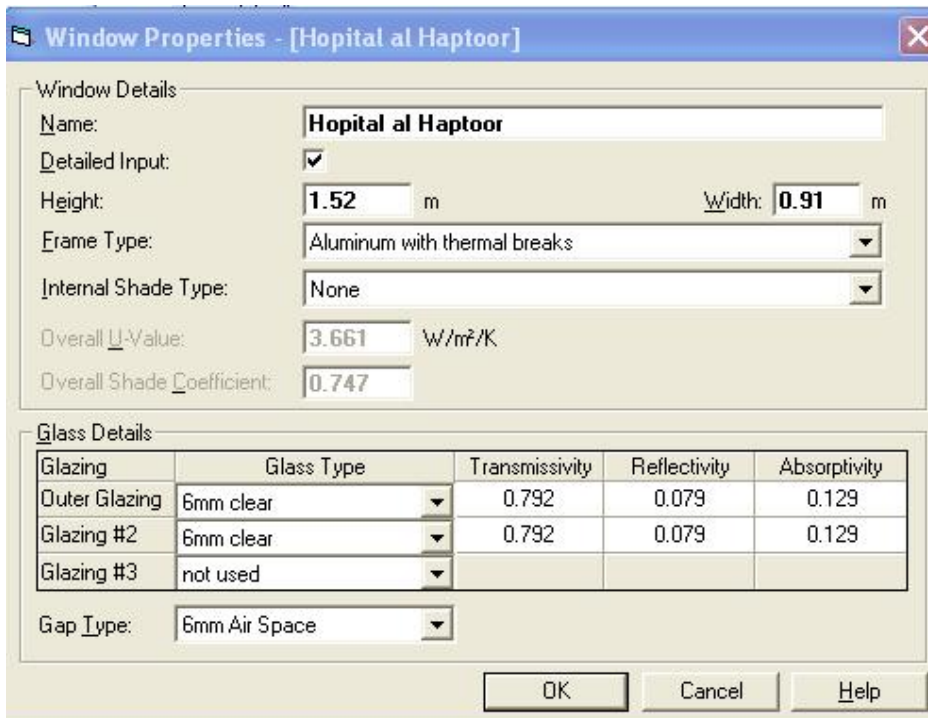 Window Properties - [Hopital al Haptoor]
Window Details
Name: Hopital al Haptoor
Detailed Input:
Height: 1.52 m Width: 0.91 m
Frame Type: Aluminum with thermal breaks
Internal Shade Type: None
Overall U-Value: 3.661 W/m²/K
Overall Shade Coefficient: 0.747
Glass Details
Glazing Glass Type Transmissivity Reflectivity Absorptivity
Outer Glazing 6mm clear 0.792 0.079 0.129
Glazing #2 6mm clear 0.792 0.079 0.129
Glazing #3 not used
Gap Type: 6mm Air Space
OK Cancel Help